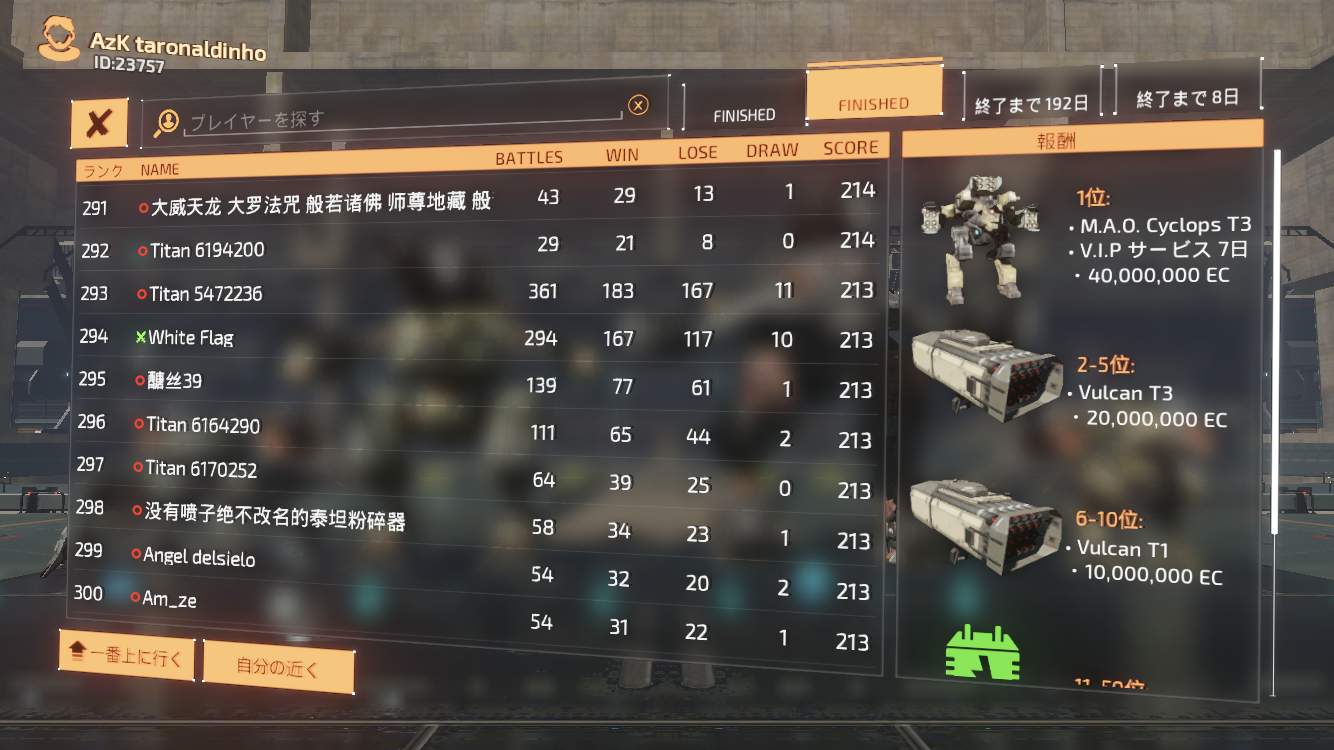 AzK taronaldinho
ID:23757
プレイヤーを探す
FINISHED
FINISHED
終了まで 192日
終了まで 8日
ランク NAME BATTLES WIN LOSE DRAW SCORE
291 大威天龙 大罗法咒 般若诸佛 师尊地藏 般 43 29 13 1 214
292 Titan 6194200 29 21 8 0 214
293 Titan 5472236 361 183 167 11 213
294 White Flag 294 167 117 10 213
295 醣丝39 139 77 61 1 213
296 Titan 6164290 111 65 44 2 213
297 Titan 6170252 64 39 25 0 213
298 没有喷子绝不改名的泰坦粉碎器 58 34 23 1 213
299 Angel delsielo 54 32 20 2 213
300 Am_ze 54 31 22 1 213
一番上に行く
自分の近く
報酬
1位:
• M.A.O. Cyclops T3
• V.I.P サービス 7日
• 40,000,000 EC
2-5位:
• Vulcan T3
• 20,000,000 EC
6-10位:
• Vulcan T1
• 10,000,000 EC
11-50位: